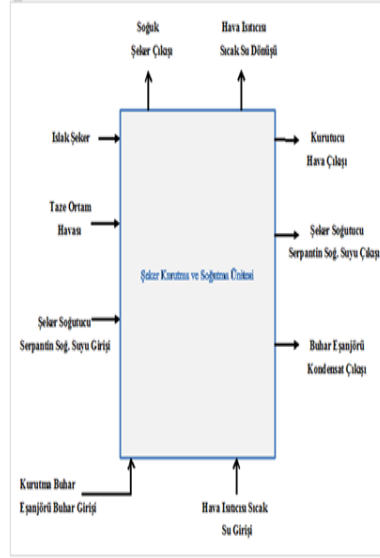 Soğuk
Şeker Çıkışı
Hava Isıtıcısı
Sıcak Su Dönüşü
Islak Şeker
Kurutucu
Hava Çıkışı
Taze Ortam
Havası
Şeker Soğutucu
Serpantin Soğ. Suyu Çıkışı
Şeker Kurutma ve Soğutma Ünitesi
Şeker Soğutucu
Serpantin Soğ. Suyu Girişi
Buhar Eşanjörü
Kondensat Çıkışı
Kurutma Buhar
Eşanjörü Buhar Girişi
Hava Isıtıcısı Sıcak
Su Girişi